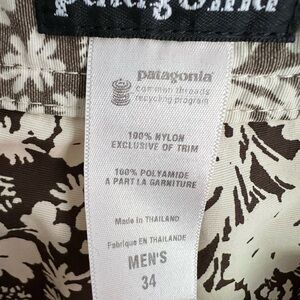 patagonia
patagonia
common threads
recycling program
100% NYLON
EXCLUSIVE OF TRIM
100% POLYAMIDE
A PART LA GARNITURE
Made in THAILAND
Fabriqué EN THAILANDE
MEN'S
34